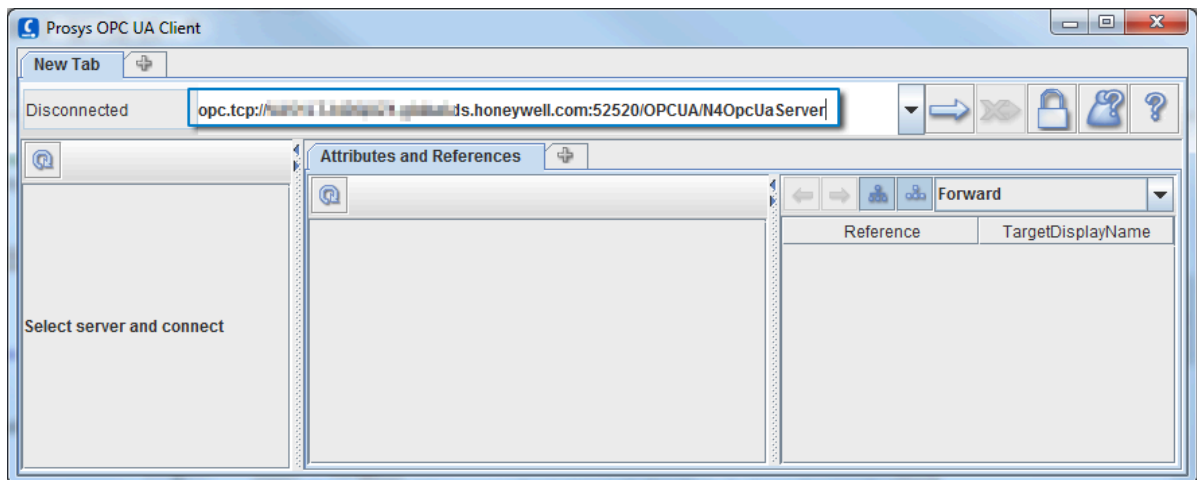 Prosys OPC UA Client
New Tab
Disconnected
opc.tcp:// ds.honeywell.com:52520/OPCUA/N4OpcUaServer
Attributes and References
Forward
Reference TargetDisplayName
Select server and connect